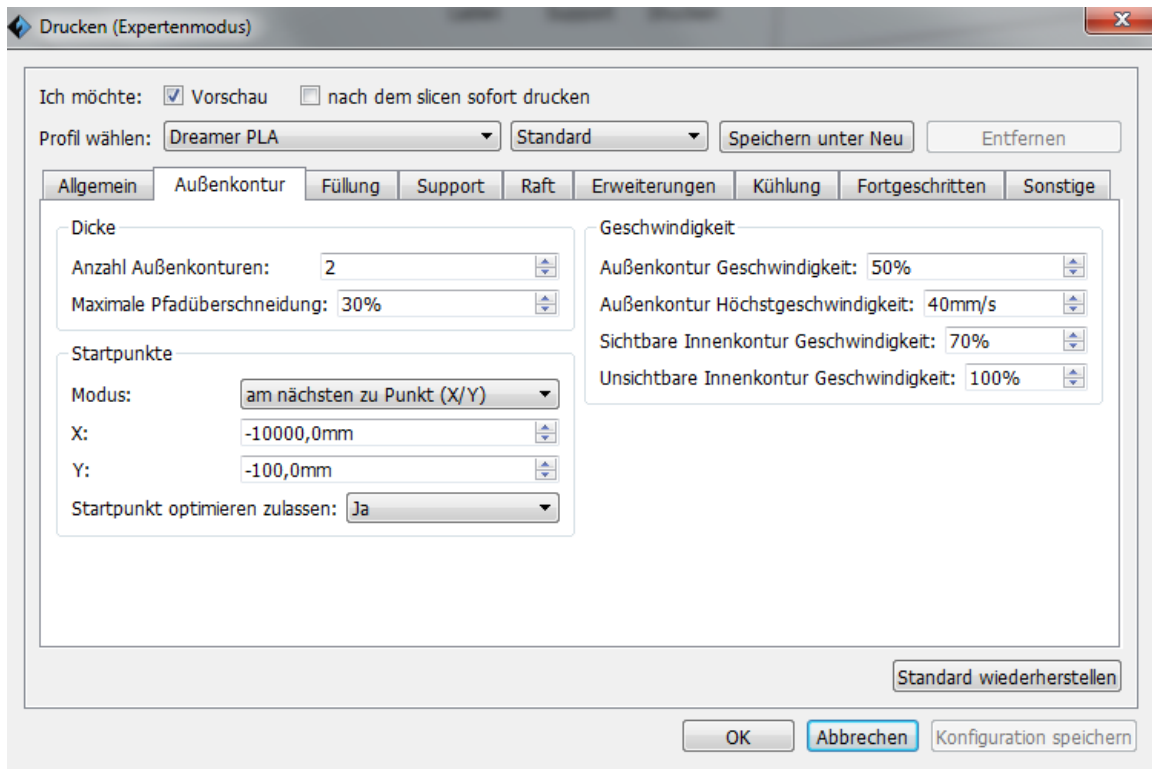 Drucken (Expertenmodus)
Ich möchte: Vorschau nach dem slicen sofort drucken
Profil wählen: Dreamer PLA Standard Speichern unter Neu Entfernen
Allgemein Außenkontur Füllung Support Raft Erweiterungen Kühlung Fortgeschritten Sonstige
Dicke
Anzahl Außenkonturen: 2
Maximale Pfadüberschneidung: 30%
Startpunkte
Modus: am nächsten zu Punkt (X/Y)
X: -10000,0mm
Y: -100,0mm
Startpunkt optimieren zulassen: Ja
Geschwindigkeit
Außenkontur Geschwindigkeit: 50%
Außenkontur Höchstgeschwindigkeit: 40mm/s
Sichtbare Innenkontur Geschwindigkeit: 70%
Unsichtbare Innenkontur Geschwindigkeit: 100%
Standard wiederherstellen
OK Abbrechen Konfiguration speichern